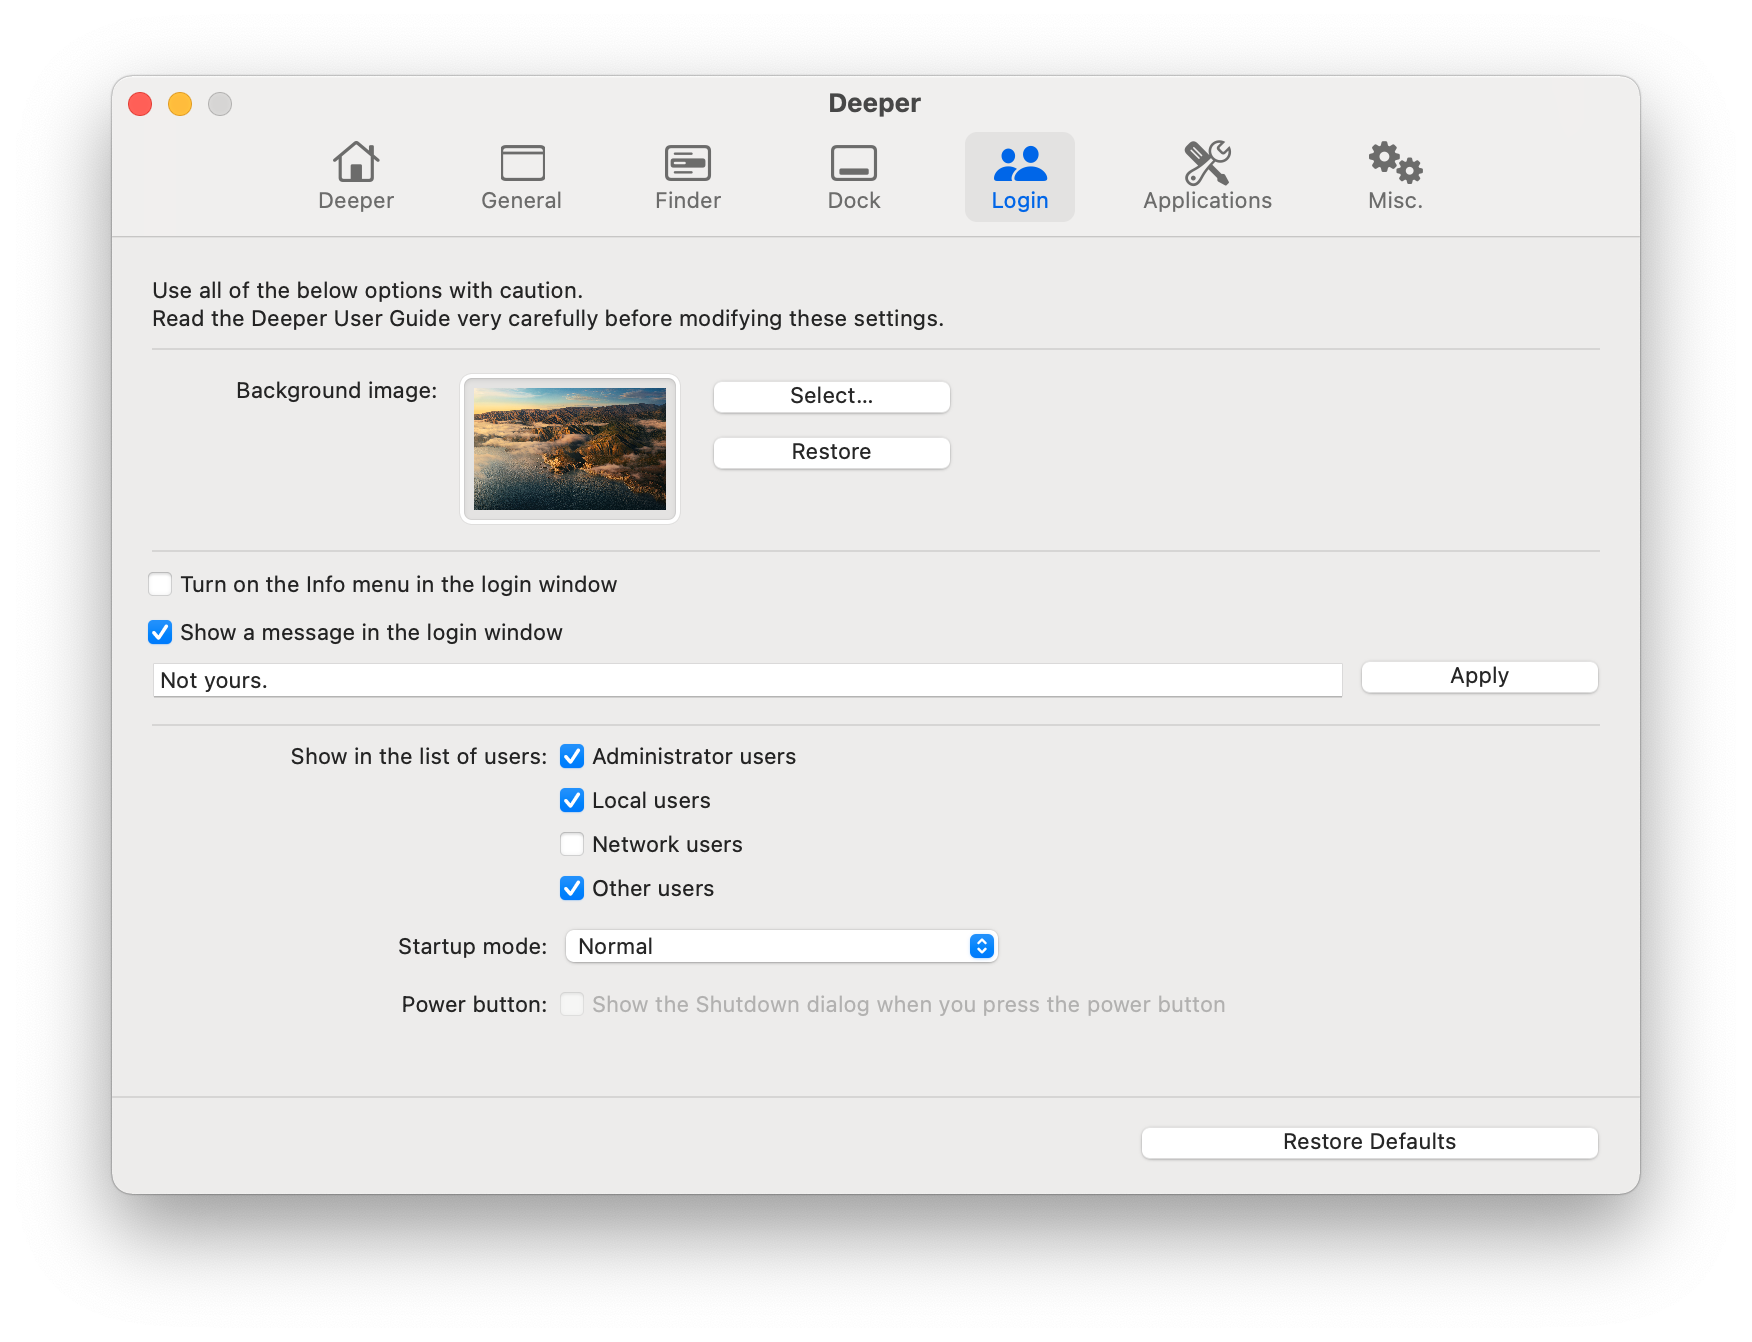 Deeper
Deeper
General
Finder
Dock
Login
Applications
Misc.
Use all of the below options with caution.
Read the Deeper User Guide very carefully before modifying these settings.
Background image:
Select...
Restore
Turn on the Info menu in the login window
Show a message in the login window
Not yours.
Apply
Show in the list of users:
Administrator users
Local users
Network users
Other users
Startup mode:
Normal
Power button:
Show the Shutdown dialog when you press the power button
Restore Defaults